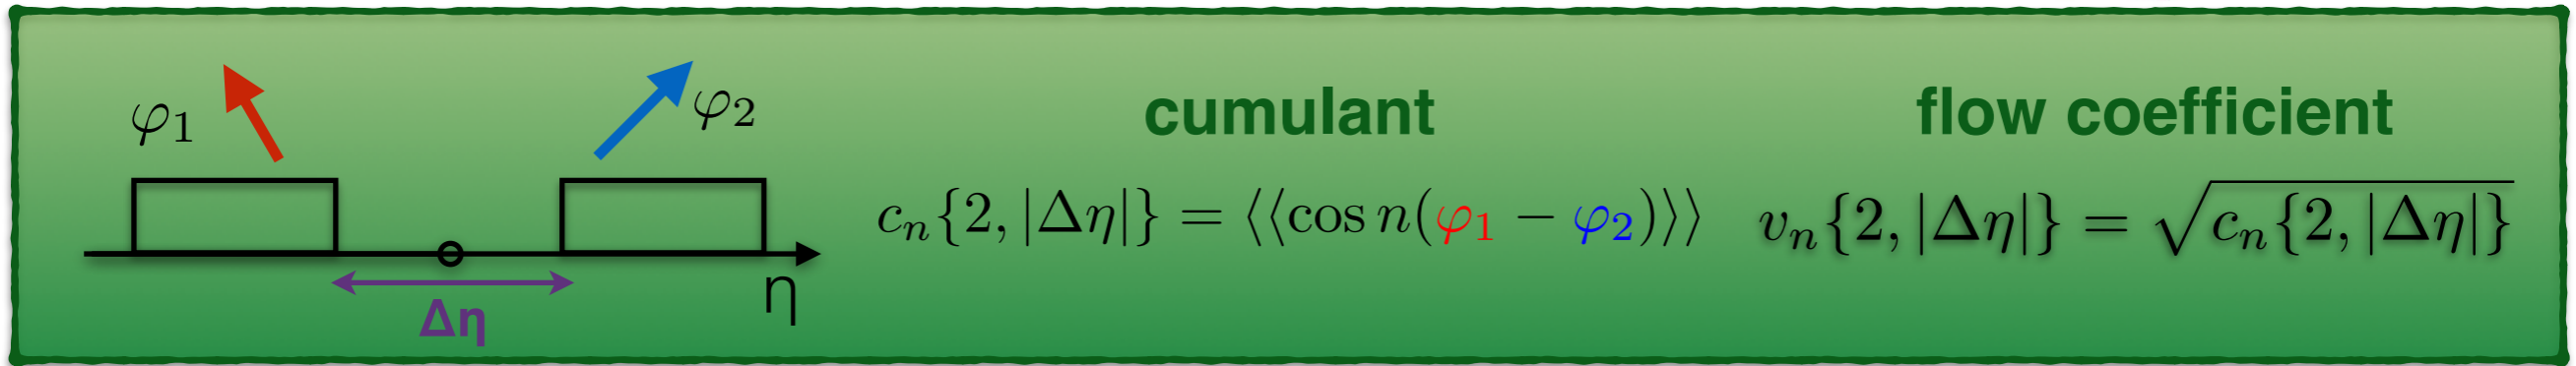 φ₁
φ₂
η
Δη
cumulant
cₙ{2, |Δη|} = ⟨⟨cos n(φ₁ − φ₂)⟩⟩
flow coefficient
vₙ{2, |Δη|} = √cₙ{2, |Δη|}